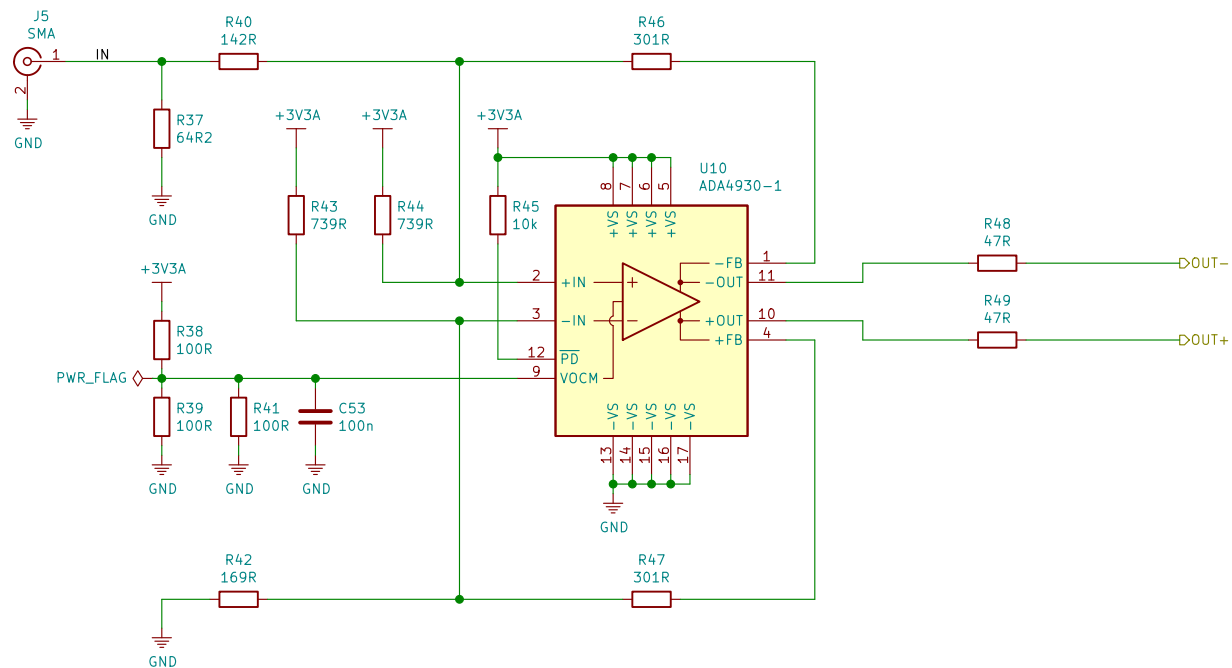 J5
SMA
1
2
GND
IN
R40
142R
R46
301R
R37
64R2
GND
+3V3A
+3V3A
+3V3A
R43
739R
R44
739R
R45
10k
U10
ADA4930-1
8
7
6
5
+VS
+VS
+VS
+VS
-FB
1
-OUT
11
+OUT
10
+FB
4
2
+IN
3
-IN
12
PD
9
VOCM
+
-
-VS
-VS
-VS
-VS
-VS
13
14
15
16
17
GND
R48
47R
OUT-
R49
47R
OUT+
+3V3A
R38
100R
PWR_FLAG
R39
100R
R41
100R
C53
100n
GND
GND
GND
R42
169R
R47
301R
GND